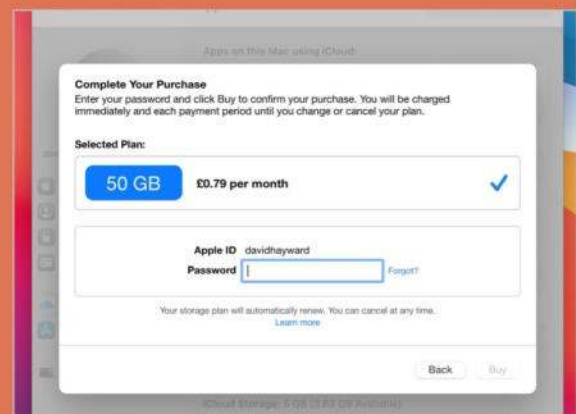 Apps on this Mac using iCloud:
Complete Your Purchase
Enter your password and click Buy to confirm your purchase. You will be charged
immediately and each payment period until you change or cancel your plan.
Selected Plan:
50 GB £0.79 per month
Apple ID davidhayward
Password Forgot?
Your storage plan will automatically renew. You can cancel at any time.
Learn more
Back Buy